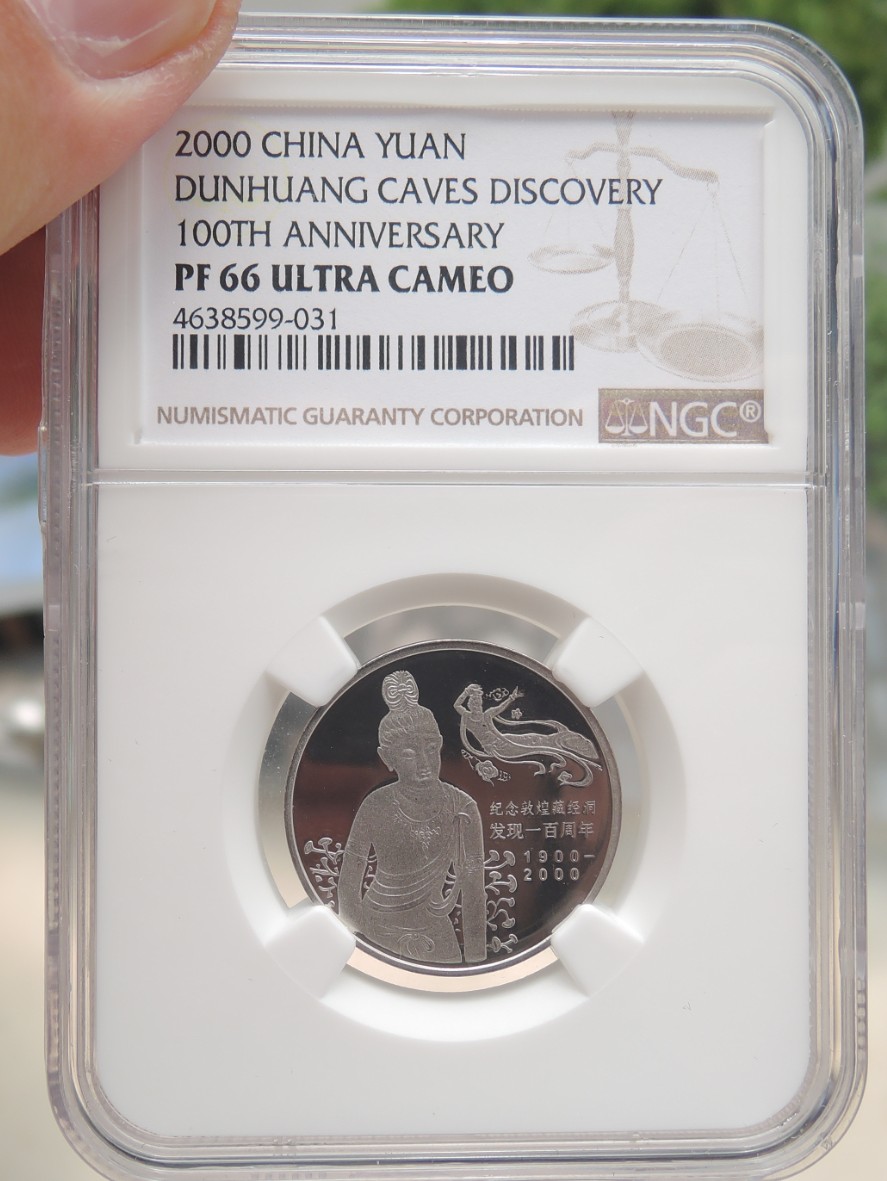 2000 CHINA YUAN
DUNHUANG CAVES DISCOVERY
100TH ANNIVERSARY
PF 66 ULTRA CAMEO
4638599-031
NUMISMATIC GUARANTY CORPORATION
NGC®
纪念敦煌藏经洞
发现一百周年
1900-
2000